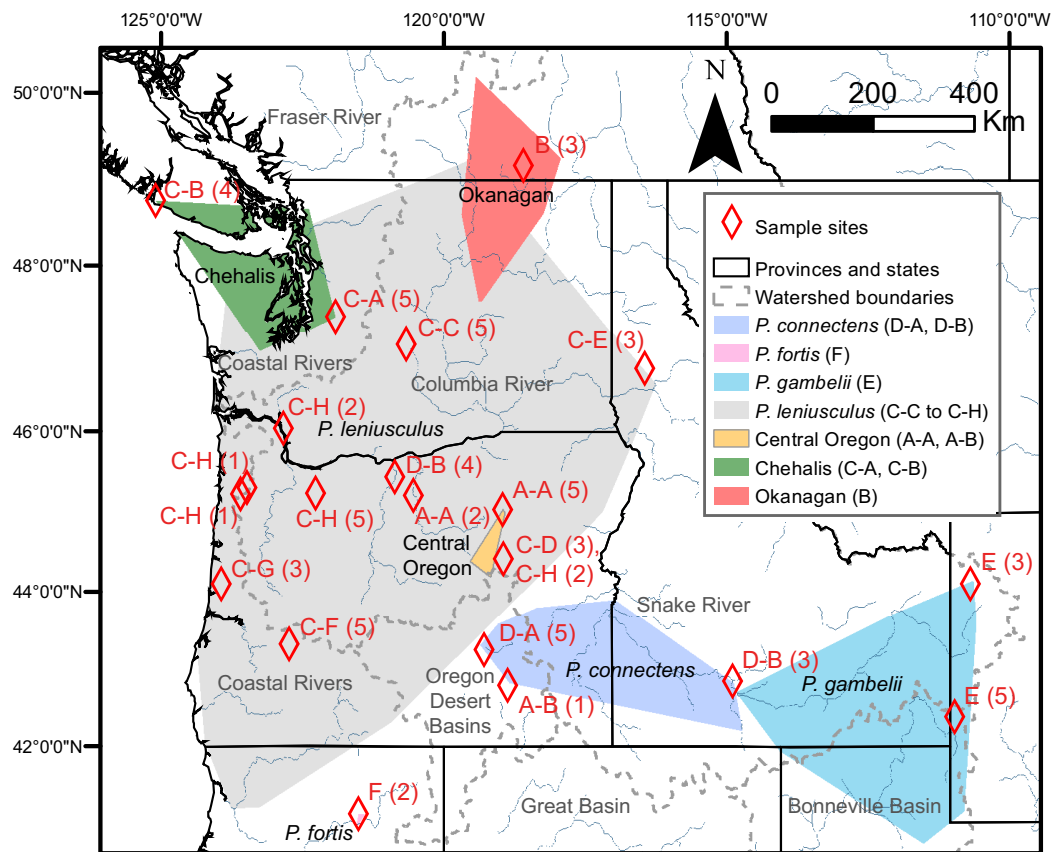 125°0'0"W 120°0'0"W 115°0'0"W 110°0'0"W
50°0'0"N
48°0'0"N
46°0'0"N
44°0'0"N
42°0'0"N
N
0 200 400
Km
Fraser River
B (3)
Okanagan
C-B (4)
Chehalis
C-A (5)
C-C (5)
C-E (3)
Coastal Rivers
Columbia River
C-H (2)
P. leniusculus
C-H (1)
D-B (4)
C-H (1)
C-H (5)
A-A (2)
A-A (5)
Central
Oregon
C-D (3),
C-H (2)
C-G (3)
E (3)
Snake River
C-F (5)
D-A (5)
P. connectens
D-B (3)
P. gambelii
Coastal Rivers
Oregon
Desert
Basins
A-B (1)
E (5)
F (2)
P. fortis
Great Basin
Bonneville Basin
Sample sites
Provinces and states
Watershed boundaries
P. connectens (D-A, D-B)
P. fortis (F)
P. gambelii (E)
P. leniusculus (C-C to C-H)
Central Oregon (A-A, A-B)
Chehalis (C-A, C-B)
Okanagan (B)